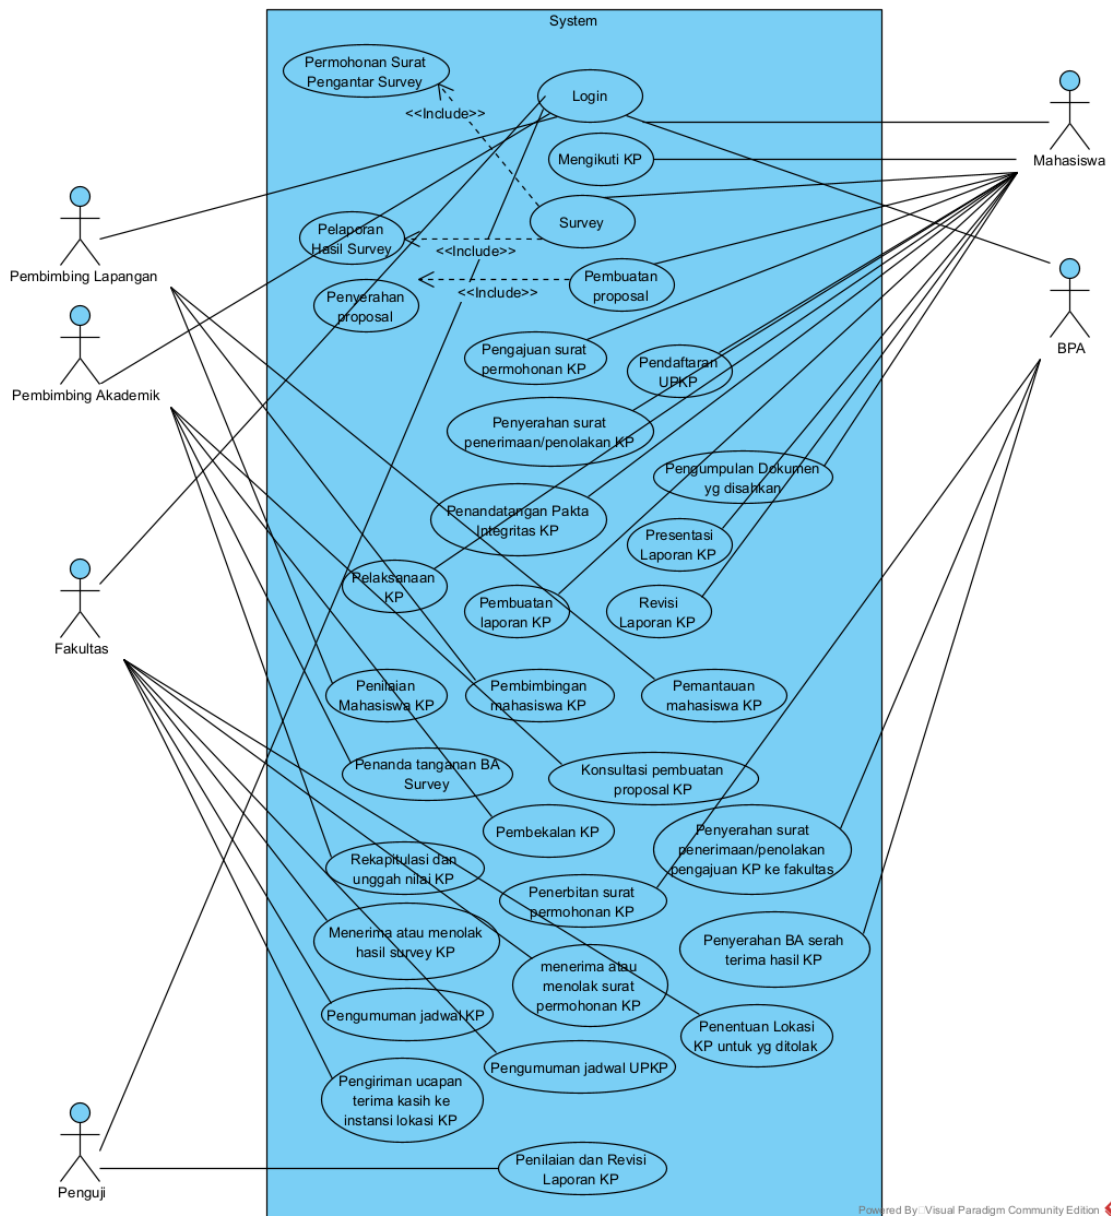 System
Permohonan Surat
Pengantar Survey
Login
<<Include>>
Mengikuti KP
Mahasiswa
Survey
Pelaporan
Hasil Survey
<<Include>>
Pembimbing Lapangan
Pembuatan
proposal
<<Include>>
Penyerahan
proposal
BPA
Pembimbing Akademik
Pengajuan surat
permohonan KP
Pendaftaran
UPKP
Penyerahan surat
penerimaan/penolakan KP
Pengumpulan Dokumen
yg disahkan
Penandatangan Pakta
Integritas KP
Presentasi
Laporan KP
Pelaksanaan
KP
Pembuatan
laporan KP
Revisi
Laporan KP
Fakultas
Penilaian
Mahasiswa KP
Pembimbingan
mahasiswa KP
Pemantauan
mahasiswa KP
Penanda tanganan BA
Survey
Konsultasi pembuatan
proposal KP
Pembekalan KP
Penyerahan surat
penerimaan/penolakan
pengajuan KP ke fakultas
Rekapitulasi dan
unggah nilai KP
Penerbitan surat
permohonan KP
Menerima atau menolak
hasil survey KP
Penyerahan BA serah
terima hasil KP
menerima atau
menolak surat
permohonan KP
Pengumuman jadwal KP
Penentuan Lokasi
KP untuk yg ditolak
Pengumuman jadwal UPKP
Pengiriman ucapan
terima kasih ke
instansi lokasi KP
Penilaian dan Revisi
Laporan KP
Penguji
Powered By Visual Paradigm Community Edition